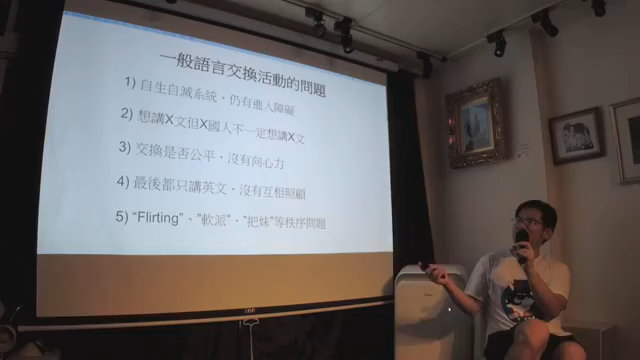 一般語言交換活動的問題
1) 自生自滅系統、仍有進入障礙
2) 想講X文但X國人不一定想講X文
3) 交換是否公平、沒有向心力
4) 最後都只講英文、沒有互相照顧
5) “Flirting”、”軟派”、”把妹”等秩序問題